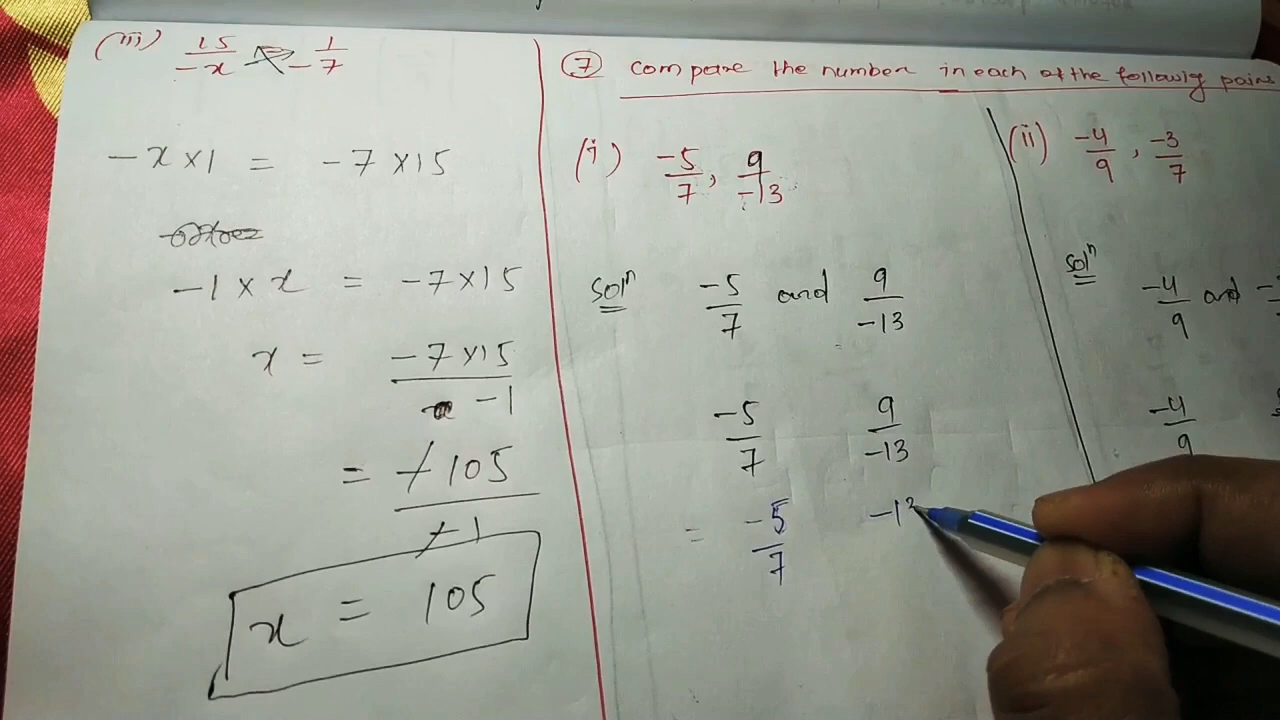 (iii) 15/-x = -1/7
-x × 1 = -7 × 15
-1 × x = -7 × 15
x = -7 × 15 / -1
= -105 / -1
x = 105
⑦ Compare the number in each of the followig pairs
(i) -5/7, 9/-13
Solⁿ -5/7 and 9/-13
-5/7 9/-13
= -5/7 -13
(ii) -4/9, -3/7
Solⁿ -4/9 and -
-4/9